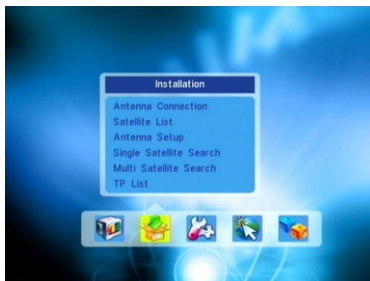 Installation
Antenna Connection
Satellite List
Antenna Setup
Single Satellite Search
Multi Satellite Search
TP List